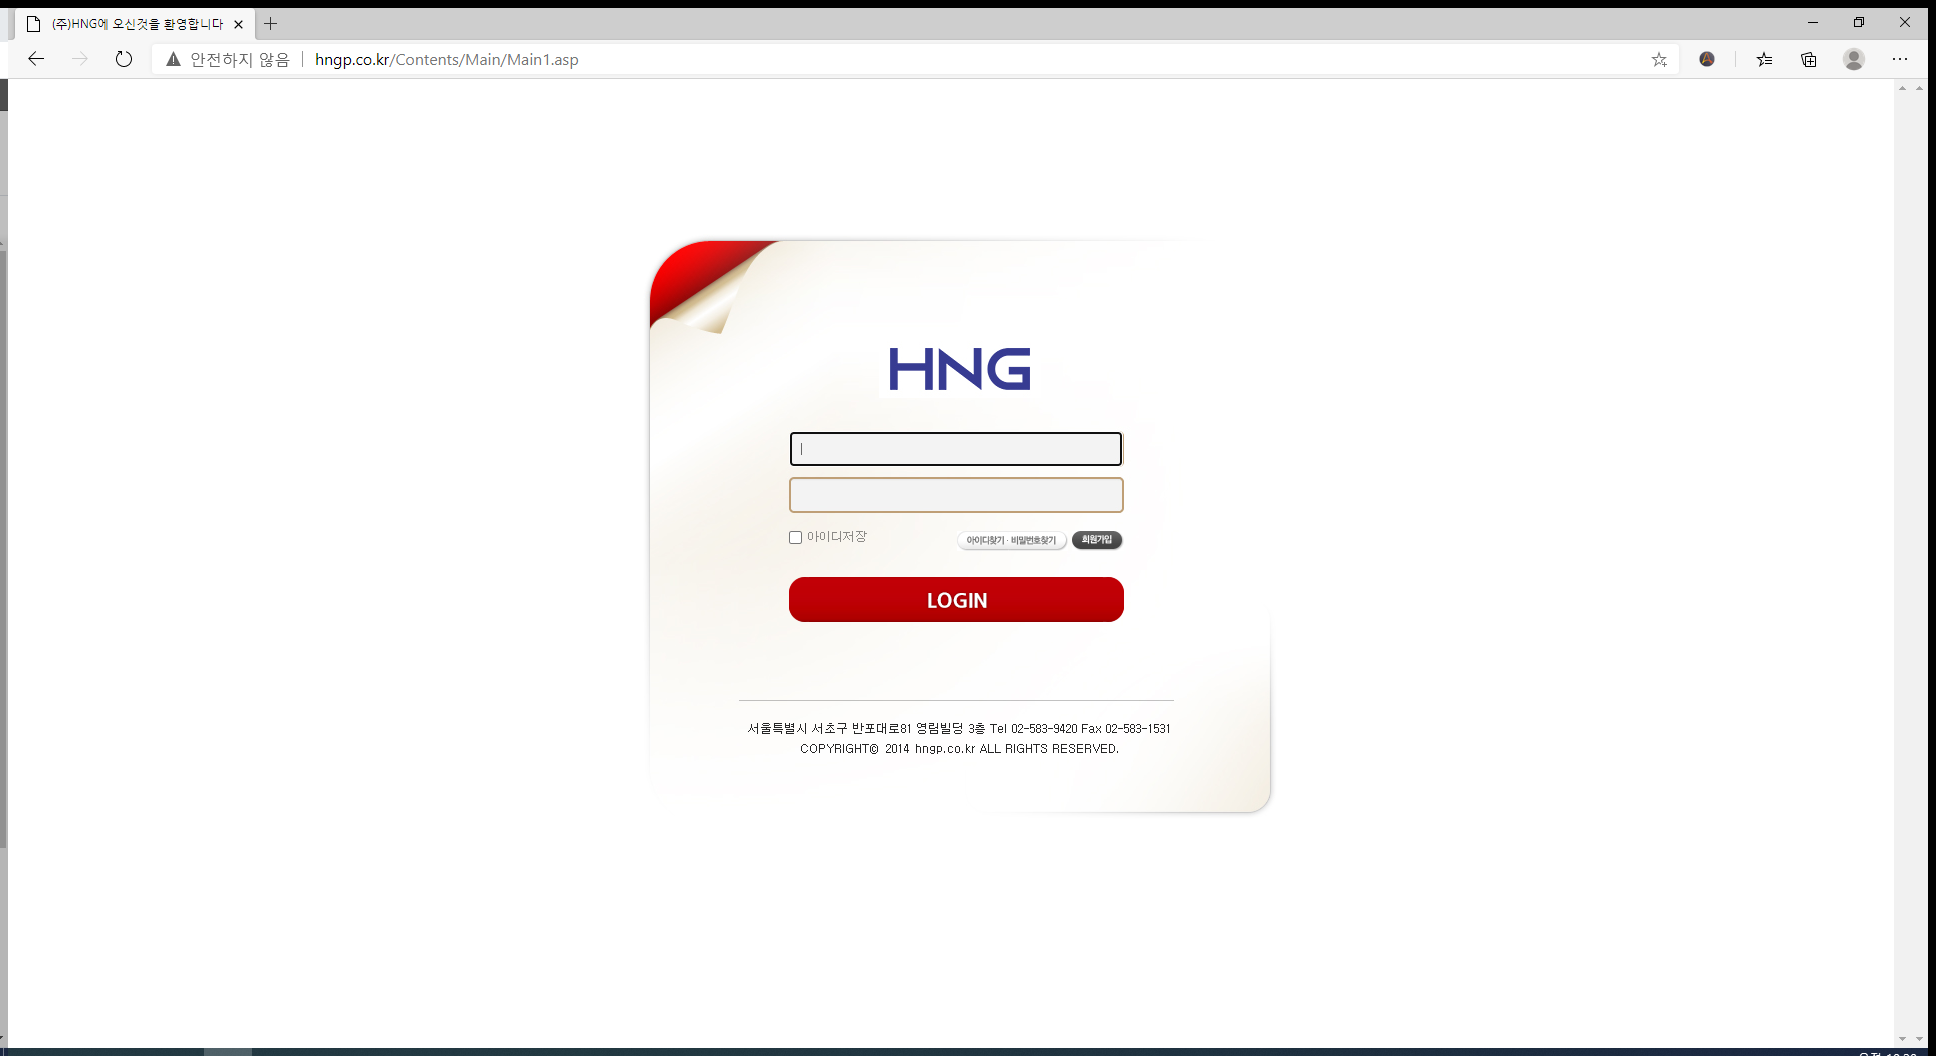 (주)HNG에 오신것을 환영합니다
안전하지 않음
hngp.co.kr/Contents/Main/Main1.asp
HNG
아이디저장
아이디찾기 · 비밀번호찾기
회원가입
LOGIN
서울특별시 서초구 반포대로81 영림빌딩 3층 Tel 02-583-9420 Fax 02-583-1531
COPYRIGHT© 2014 hngp.co.kr ALL RIGHTS RESERVED.